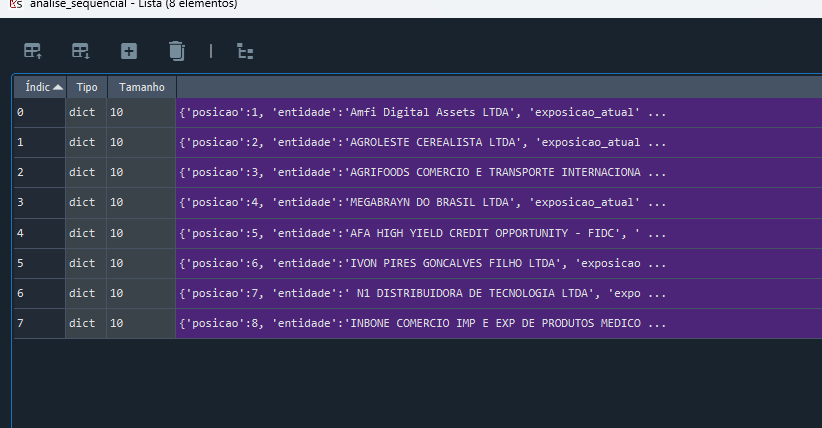 analise_sequencial - Lista (8 elementos)
Índic Tipo Tamanho
0 dict 10 {'posicao':1, 'entidade':'Amfi Digital Assets LTDA', 'exposicao_atual' ...
1 dict 10 {'posicao':2, 'entidade':'AGROLESTE CEREALISTA LTDA', 'exposicao_atual ...
2 dict 10 {'posicao':3, 'entidade':'AGRIFOODS COMERCIO E TRANSPORTE INTERNACIONA ...
3 dict 10 {'posicao':4, 'entidade':'MEGABRAYN DO BRASIL LTDA', 'exposicao_atual' ...
4 dict 10 {'posicao':5, 'entidade':'AFA HIGH YIELD CREDIT OPPORTUNITY - FIDC', ' ...
5 dict 10 {'posicao':6, 'entidade':'IVON PIRES GONCALVES FILHO LTDA', 'exposicao ...
6 dict 10 {'posicao':7, 'entidade':' N1 DISTRIBUIDORA DE TECNOLOGIA LTDA', 'expo ...
7 dict 10 {'posicao':8, 'entidade':'INBONE COMERCIO IMP E EXP DE PRODUTOS MEDICO ...